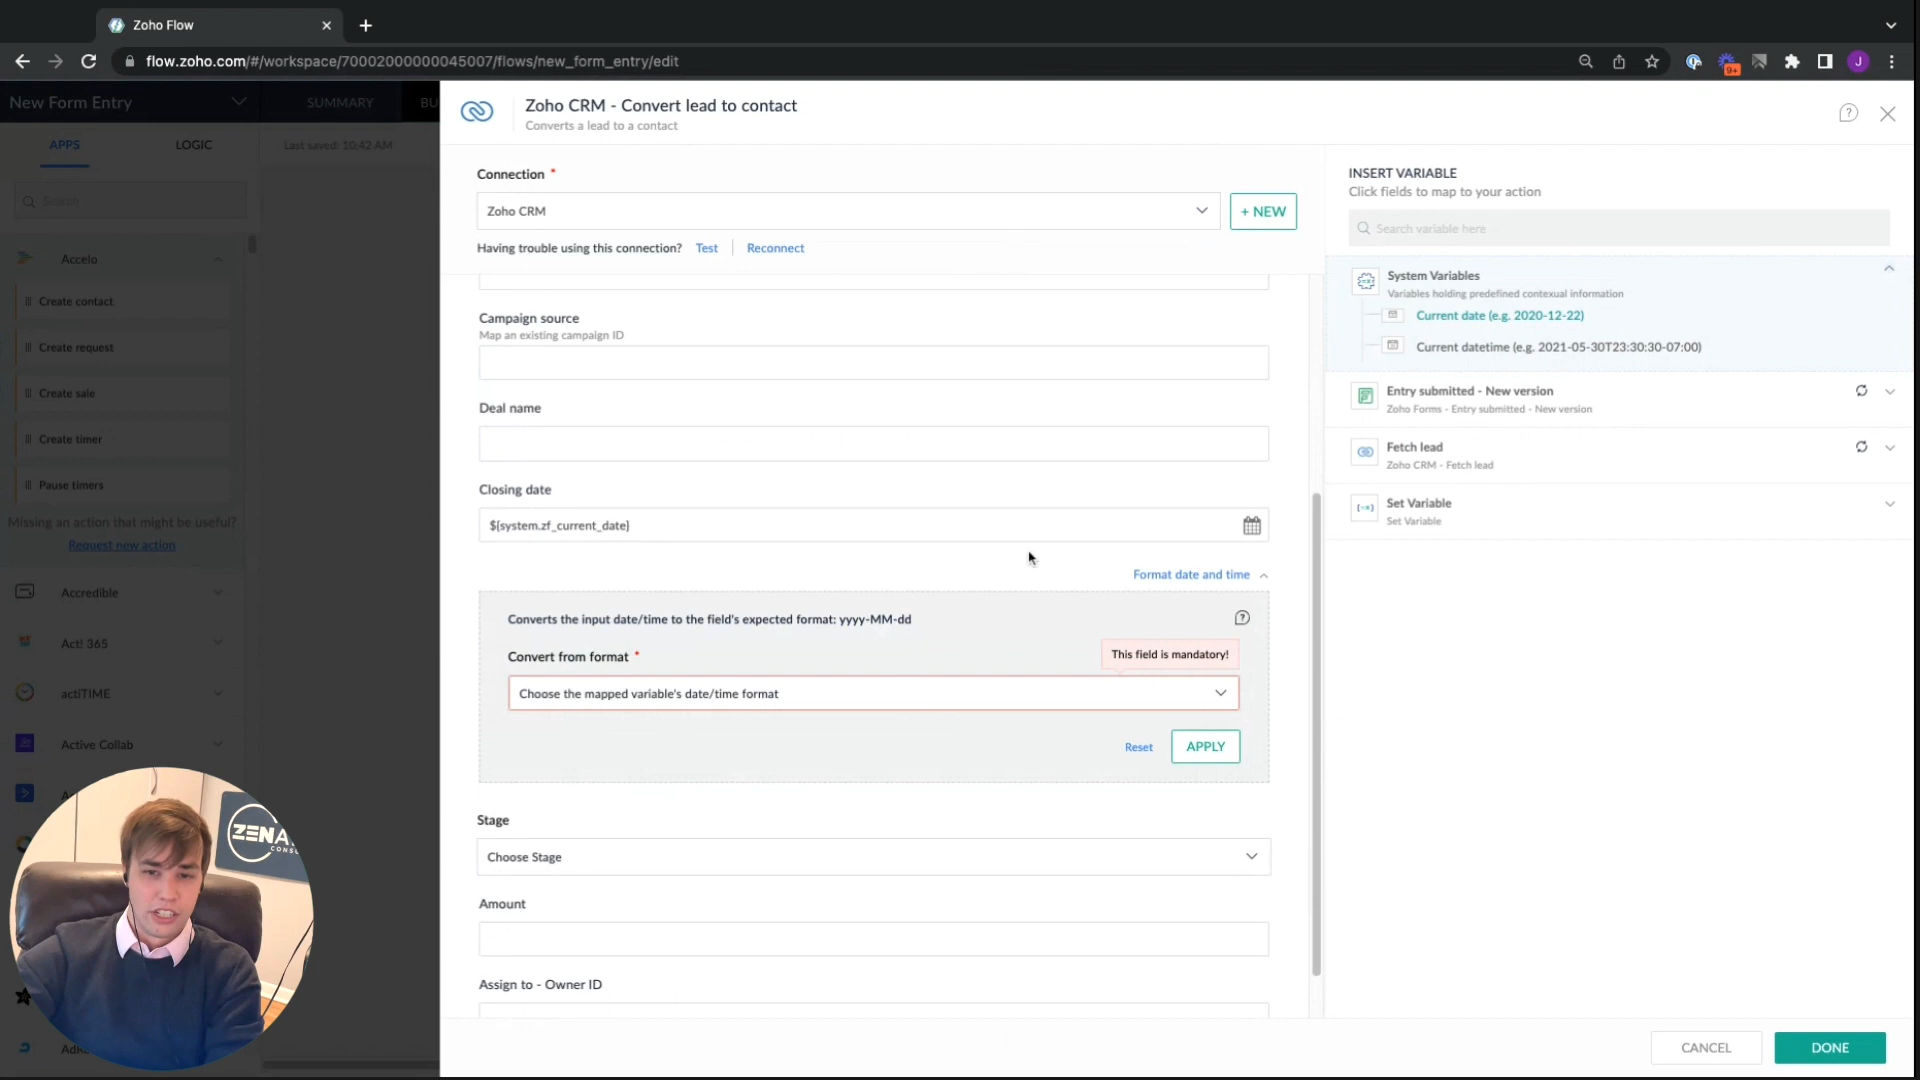 Zoho Flow
flow.zoho.com/#/workspace/70002000000045007/flows/new_form_entry/edit
9+
J
New Form Entry
SUMMARY
BU
APPS
LOGIC
Last saved: 10:42 AM
Search
Accelo
Create contact
Create request
Create sale
Create timer
Pause timers
Missing an action that might be useful?
Request new action
Accredible
Act! 365
actiTIME
Active Collab
ZENA
CONSU
Zoho CRM - Convert lead to contact
Converts a lead to a contact
Connection *
Zoho CRM
+ NEW
Having trouble using this connection? Test Reconnect
Campaign source
Map an existing campaign ID
Deal name
Closing date
${system.zf_current_date}
Format date and time
Converts the input date/time to the field's expected format: yyyy-MM-dd
Convert from format *
This field is mandatory!
Choose the mapped variable's date/time format
Reset
APPLY
Stage
Choose Stage
Amount
Assign to - Owner ID
INSERT VARIABLE
Click fields to map to your action
Search variable here
System Variables
Variables holding predefined contexual information
Current date (e.g. 2020-12-22)
Current datetime (e.g. 2021-05-30T23:30:30-07:00)
Entry submitted - New version
Zoho Forms - Entry submitted - New version
Fetch lead
Zoho CRM - Fetch lead
Set Variable
Set Variable
CANCEL
DONE